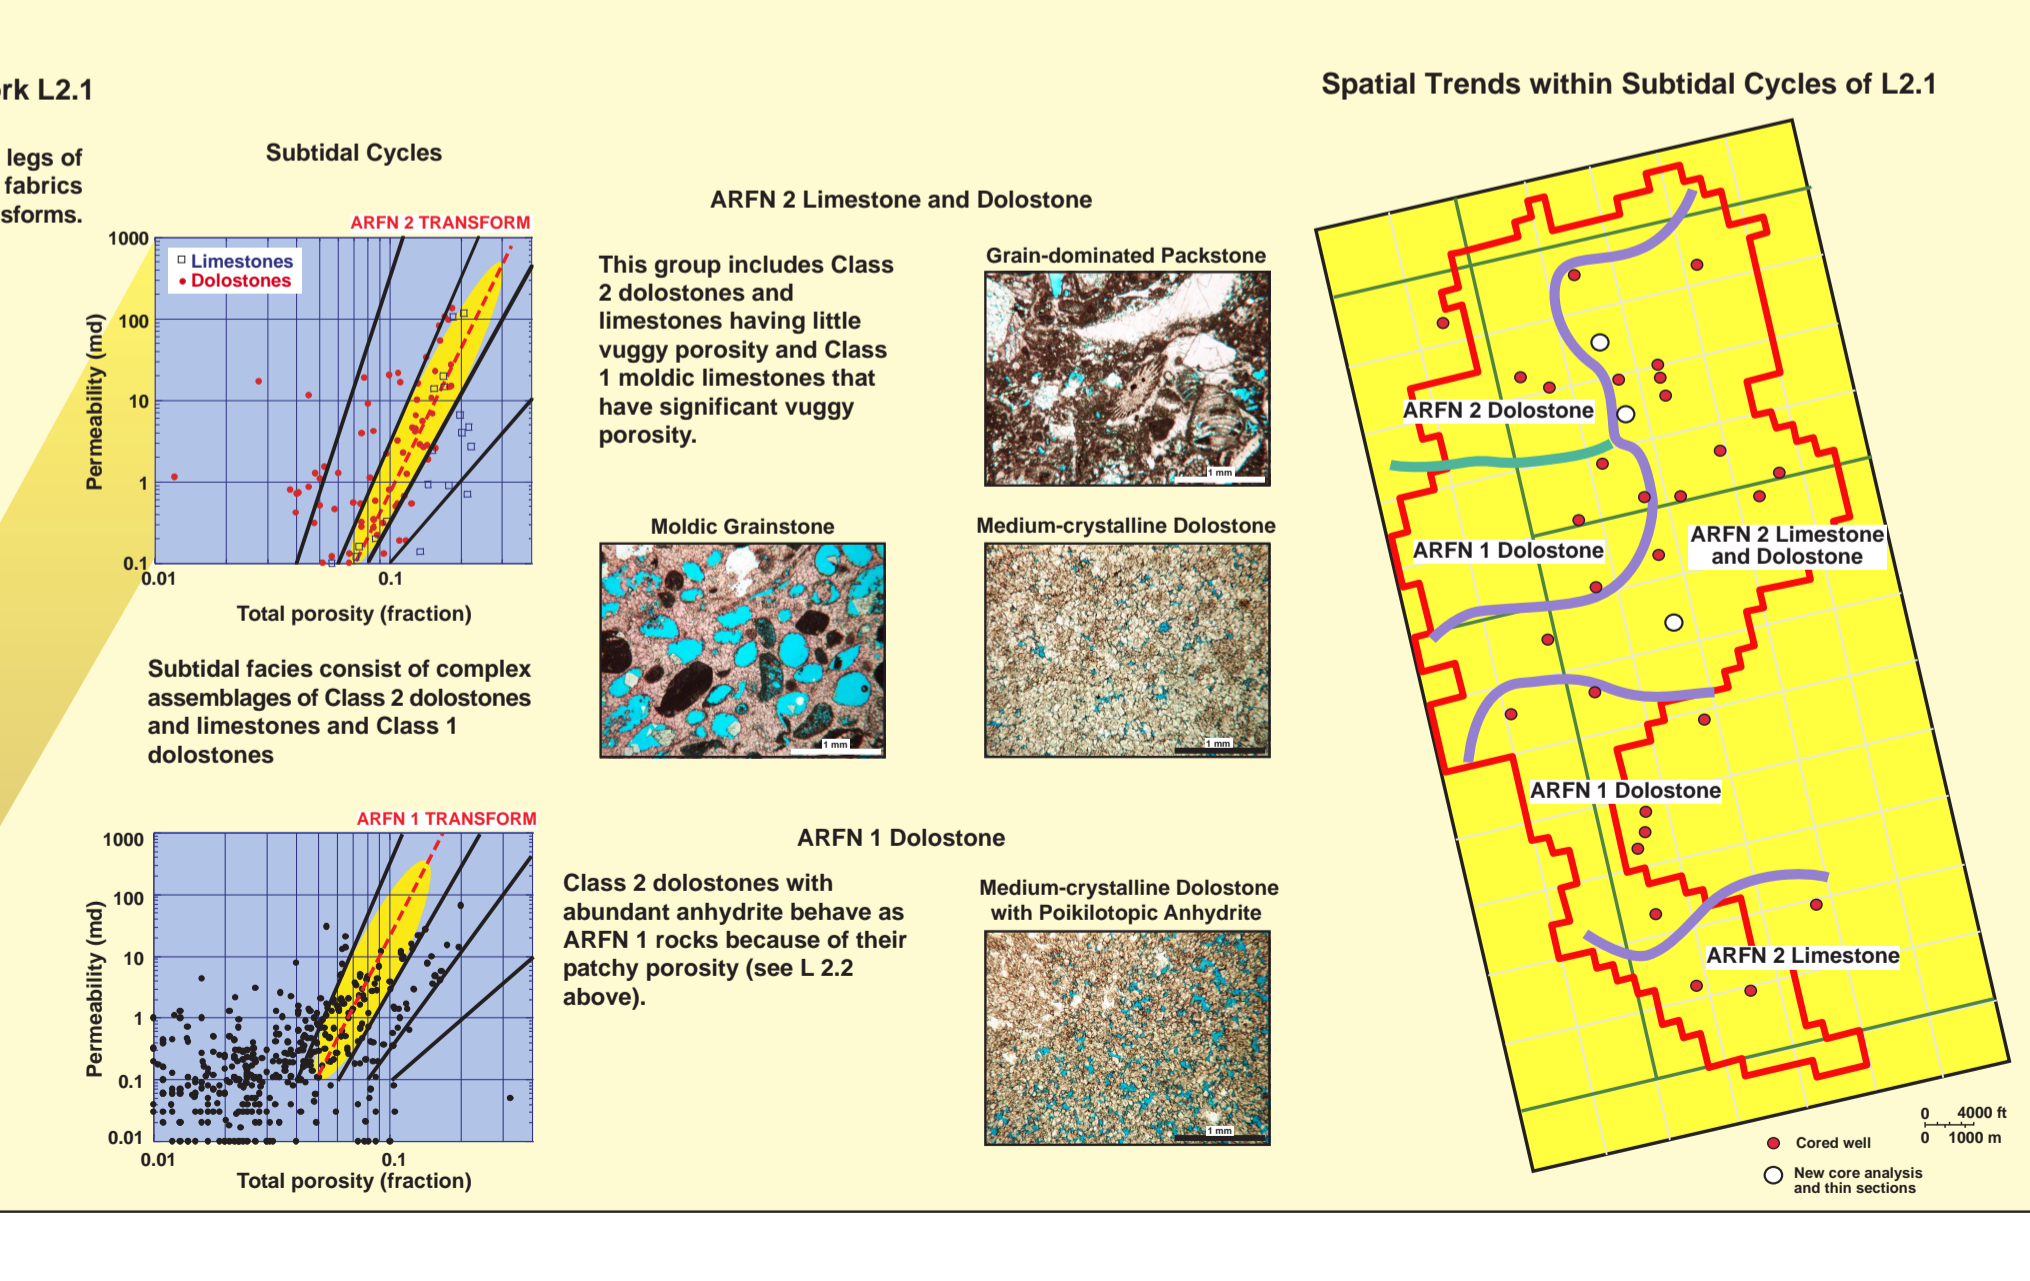 rk L2.1
legs of
fabrics
sforms.
Subtidal Cycles
ARFN 2 TRANSFORM
Limestones
Dolostones
1000
100
10
1
0.1
0.01
0.1
Permeability (md)
Total porosity (fraction)
Subtidal facies consist of complex
assemblages of Class 2 dolostones
and limestones and Class 1
dolostones
ARFN 1 TRANSFORM
1000
100
10
1
0.1
0.01
0.01
0.1
Permeability (md)
Total porosity (fraction)
ARFN 2 Limestone and Dolostone
This group includes Class
2 dolostones and
limestones having little
vuggy porosity and Class
1 moldic limestones that
have significant vuggy
porosity.
Grain-dominated Packstone
1 mm
Moldic Grainstone
1 mm
Medium-crystalline Dolostone
1 mm
ARFN 1 Dolostone
Class 2 dolostones with
abundant anhydrite behave as
ARFN 1 rocks because of their
patchy porosity (see L 2.2
above).
Medium-crystalline Dolostone
with Poikilotopic Anhydrite
1 mm
Spatial Trends within Subtidal Cycles of L2.1
ARFN 2 Dolostone
ARFN 1 Dolostone
ARFN 2 Limestone
and Dolostone
ARFN 1 Dolostone
ARFN 2 Limestone
0 4000 ft
0 1000 m
Cored well
New core analysis
and thin sections